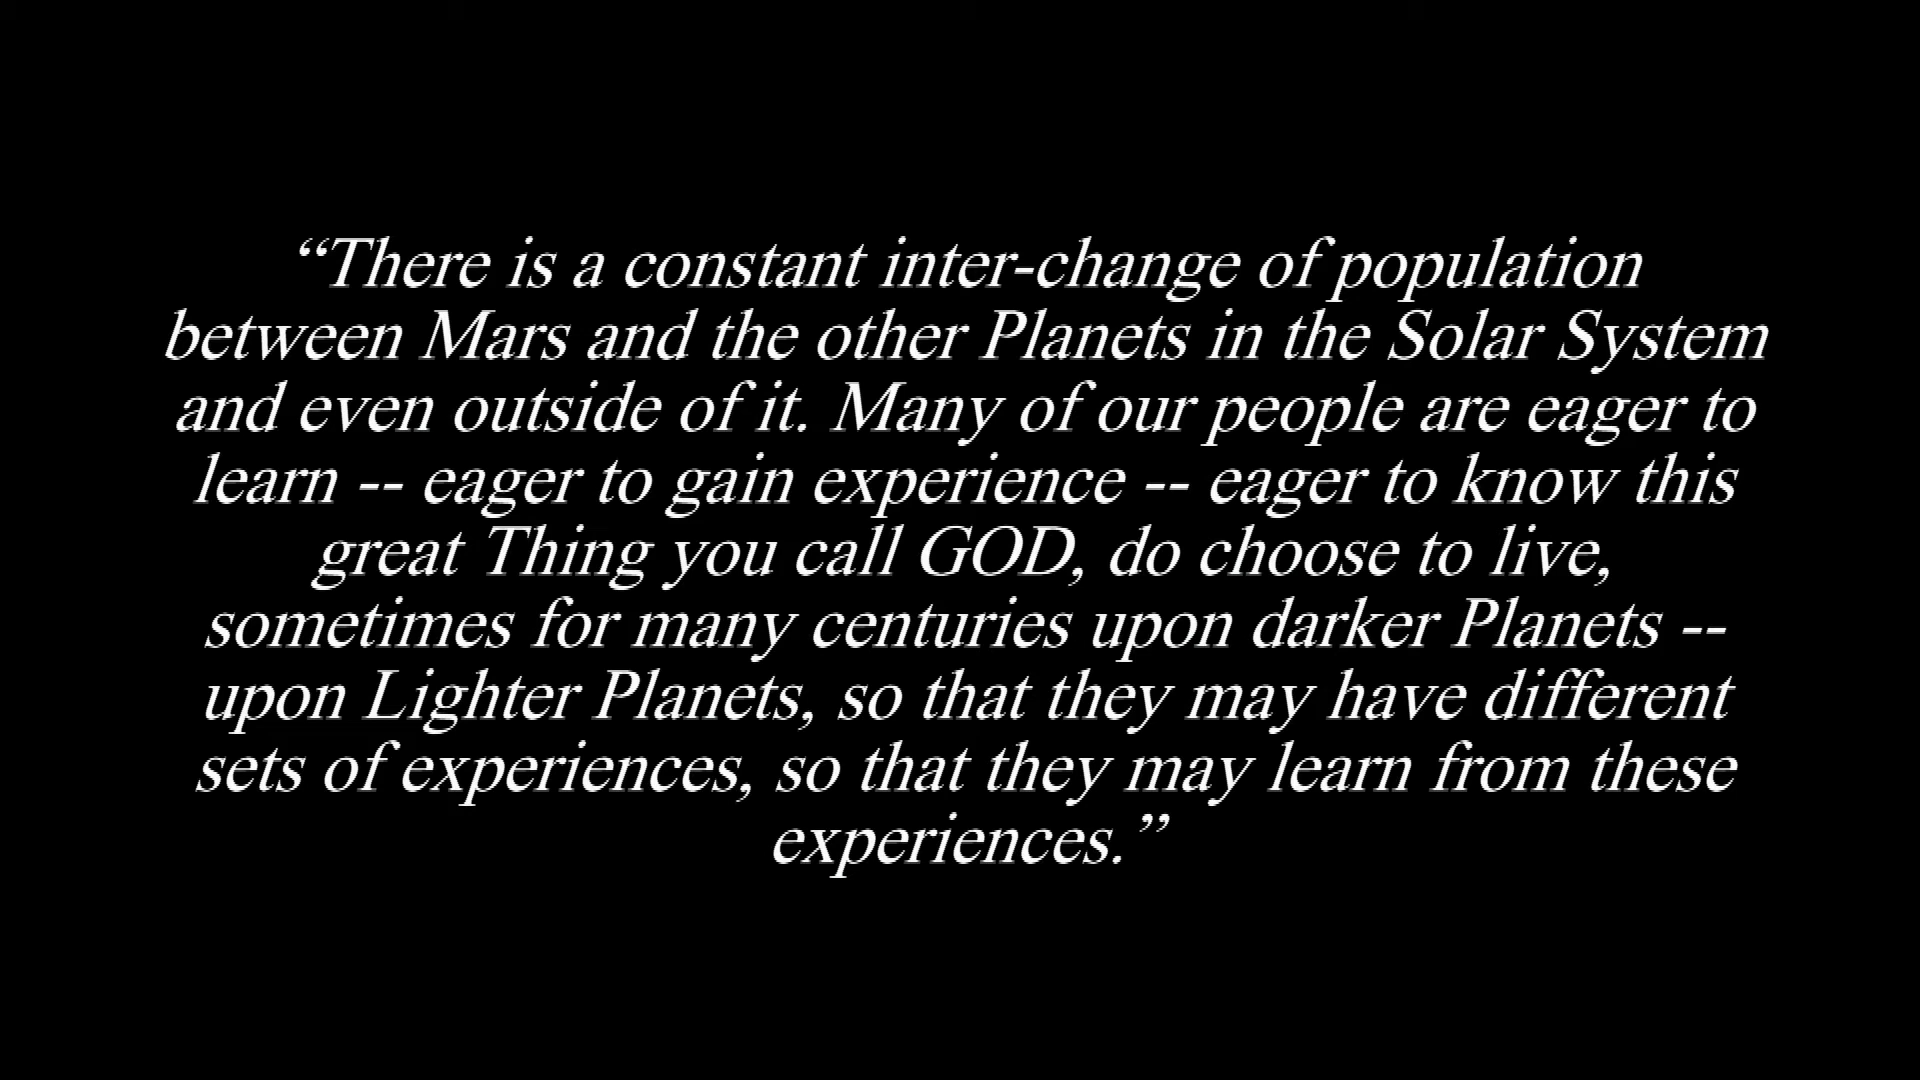 “There is a constant inter-change of population
between Mars and the other Planets in the Solar System
and even outside of it. Many of our people are eager to
learn -- eager to gain experience -- eager to know this
great Thing you call GOD, do choose to live,
sometimes for many centuries upon darker Planets --
upon Lighter Planets, so that they may have different
sets of experiences, so that they may learn from these
experiences.”